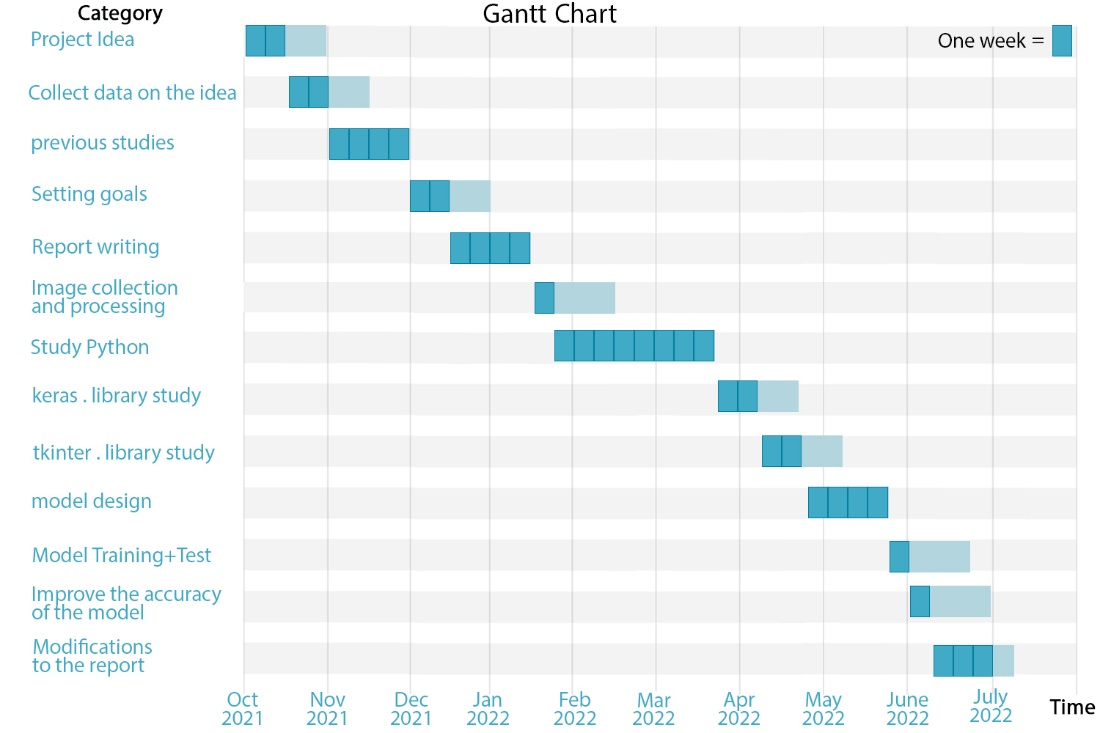 Category
Gantt Chart
Project Idea
One week =
Collect data on the idea
previous studies
Setting goals
Report writing
Image collection
and processing
Study Python
keras . library study
tkinter . library study
model design
Model Training+Test
Improve the accuracy
of the model
Modifications
to the report
Oct
2021
Nov
2021
Dec
2021
Jan
2022
Feb
2022
Mar
2022
Apr
2022
May
2022
June
2022
July
2022
Time